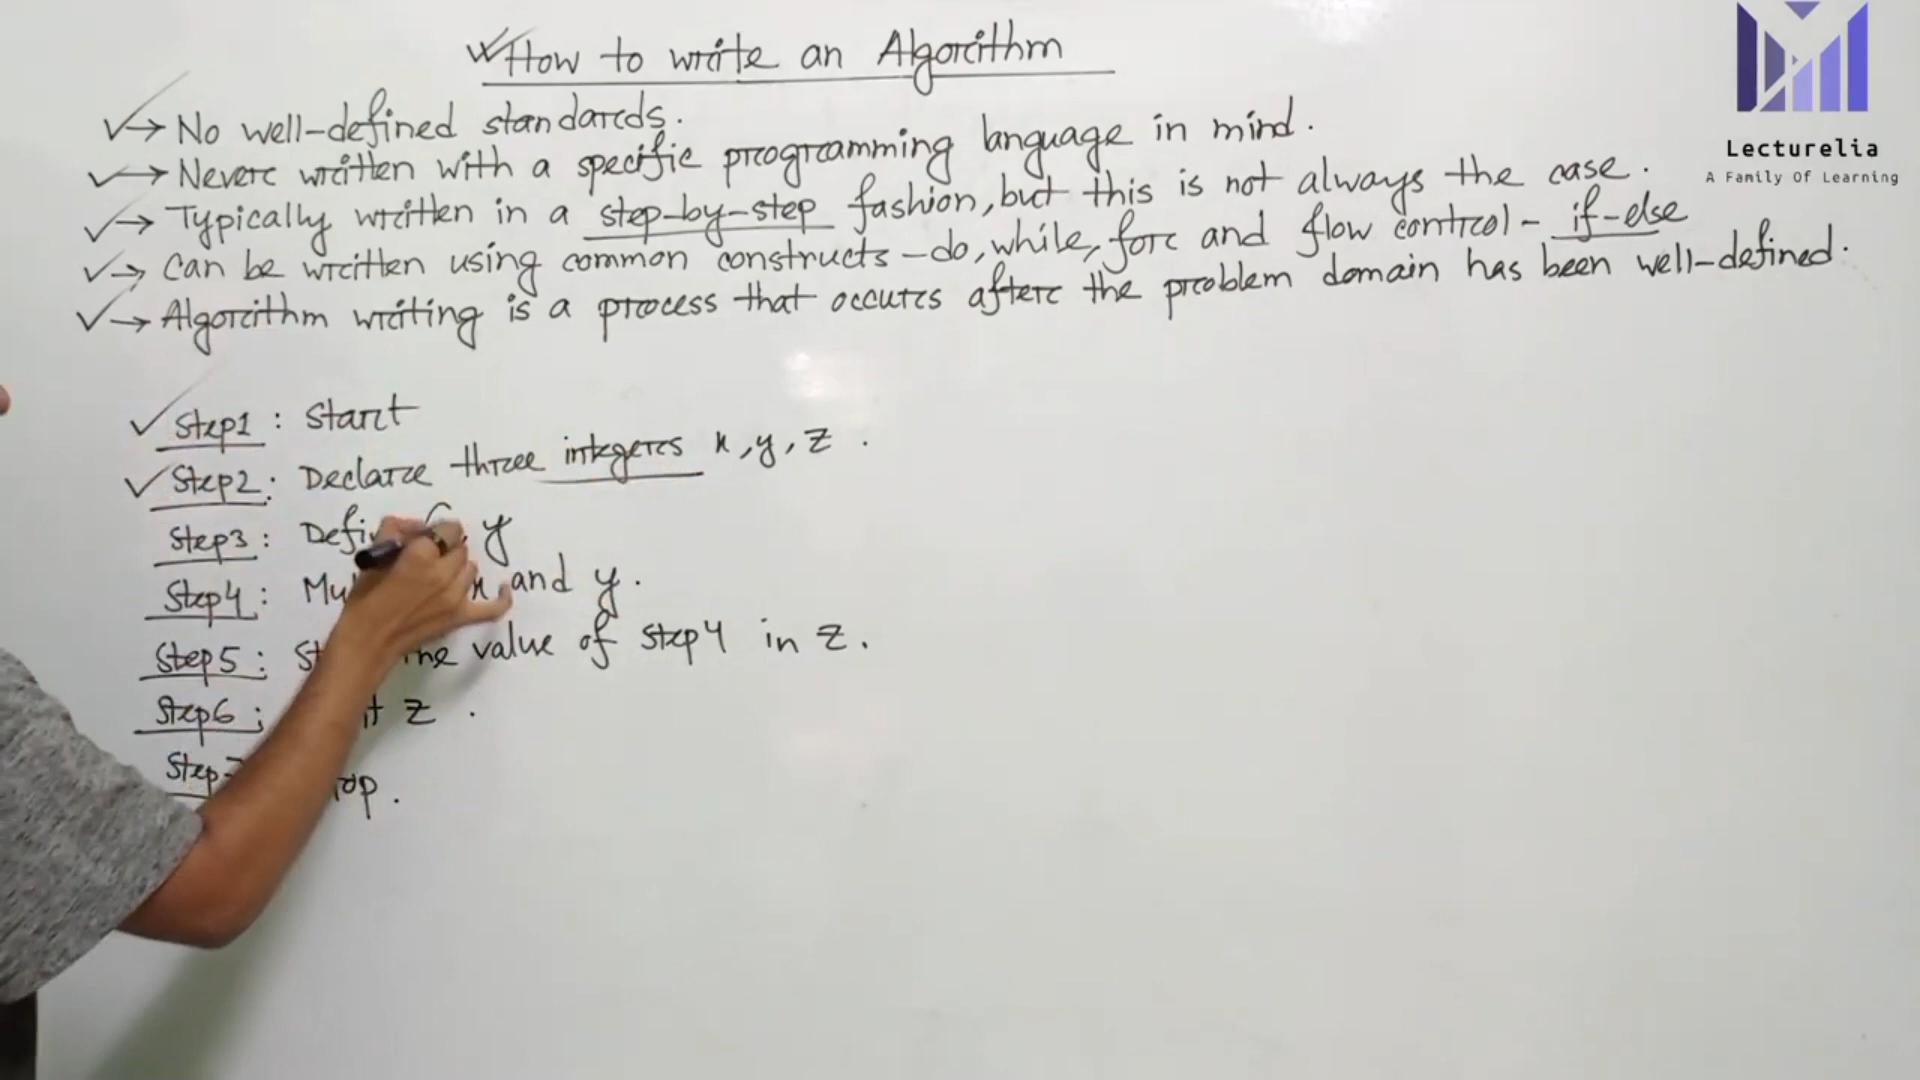 How to write an Algorithm
→ No well-defined standards.
→ Never written with a specific programming language in mind.
→ Typically written in a step-by-step fashion, but this is not always the case.
→ Can be written using common constructs - do, while, for and flow control - if-else
→ Algorithm writing is a process that occurs after the problem domain has been well-defined.
Step1 : Start
Step2 : Declare three integers x, y, z .
Step3 : y
Step4 : x and y .
Step5 : value of step4 in z .
Step6 : z .
Lecturelia
A Family Of Learning